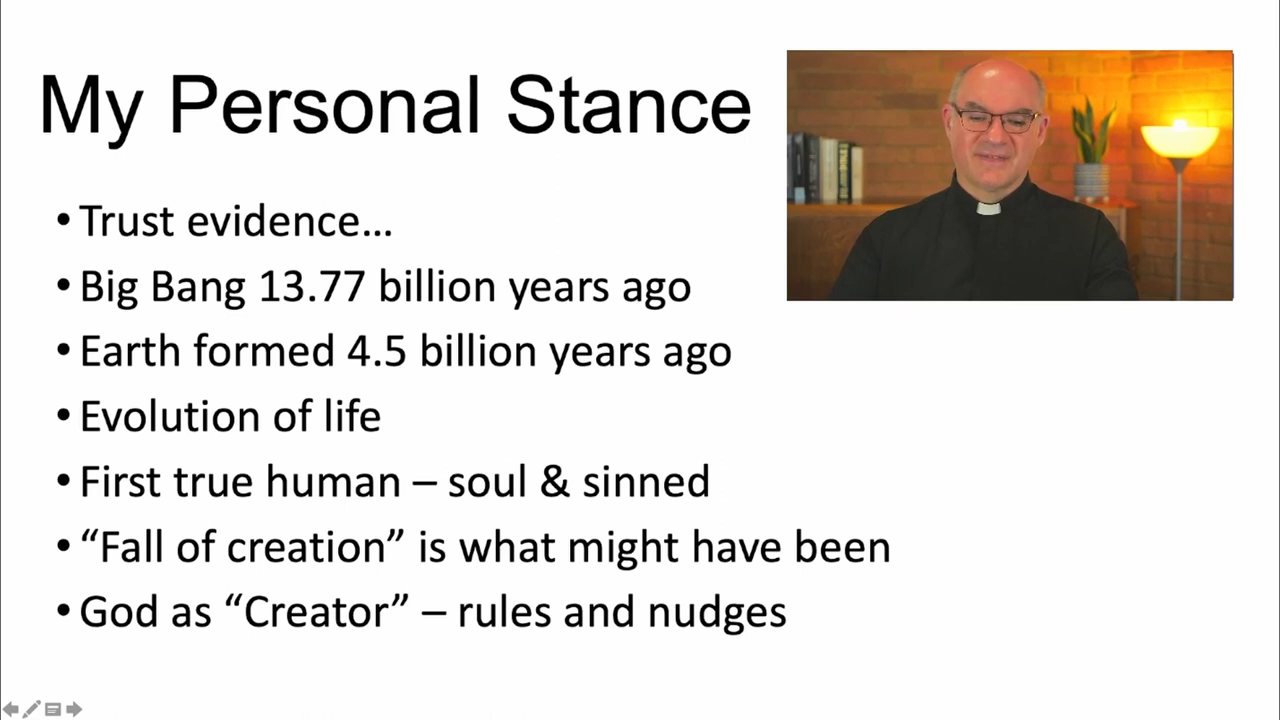 My Personal Stance
• Trust evidence...
• Big Bang 13.77 billion years ago
• Earth formed 4.5 billion years ago
• Evolution of life
• First true human – soul & sinned
• “Fall of creation” is what might have been
• God as “Creator” – rules and nudges